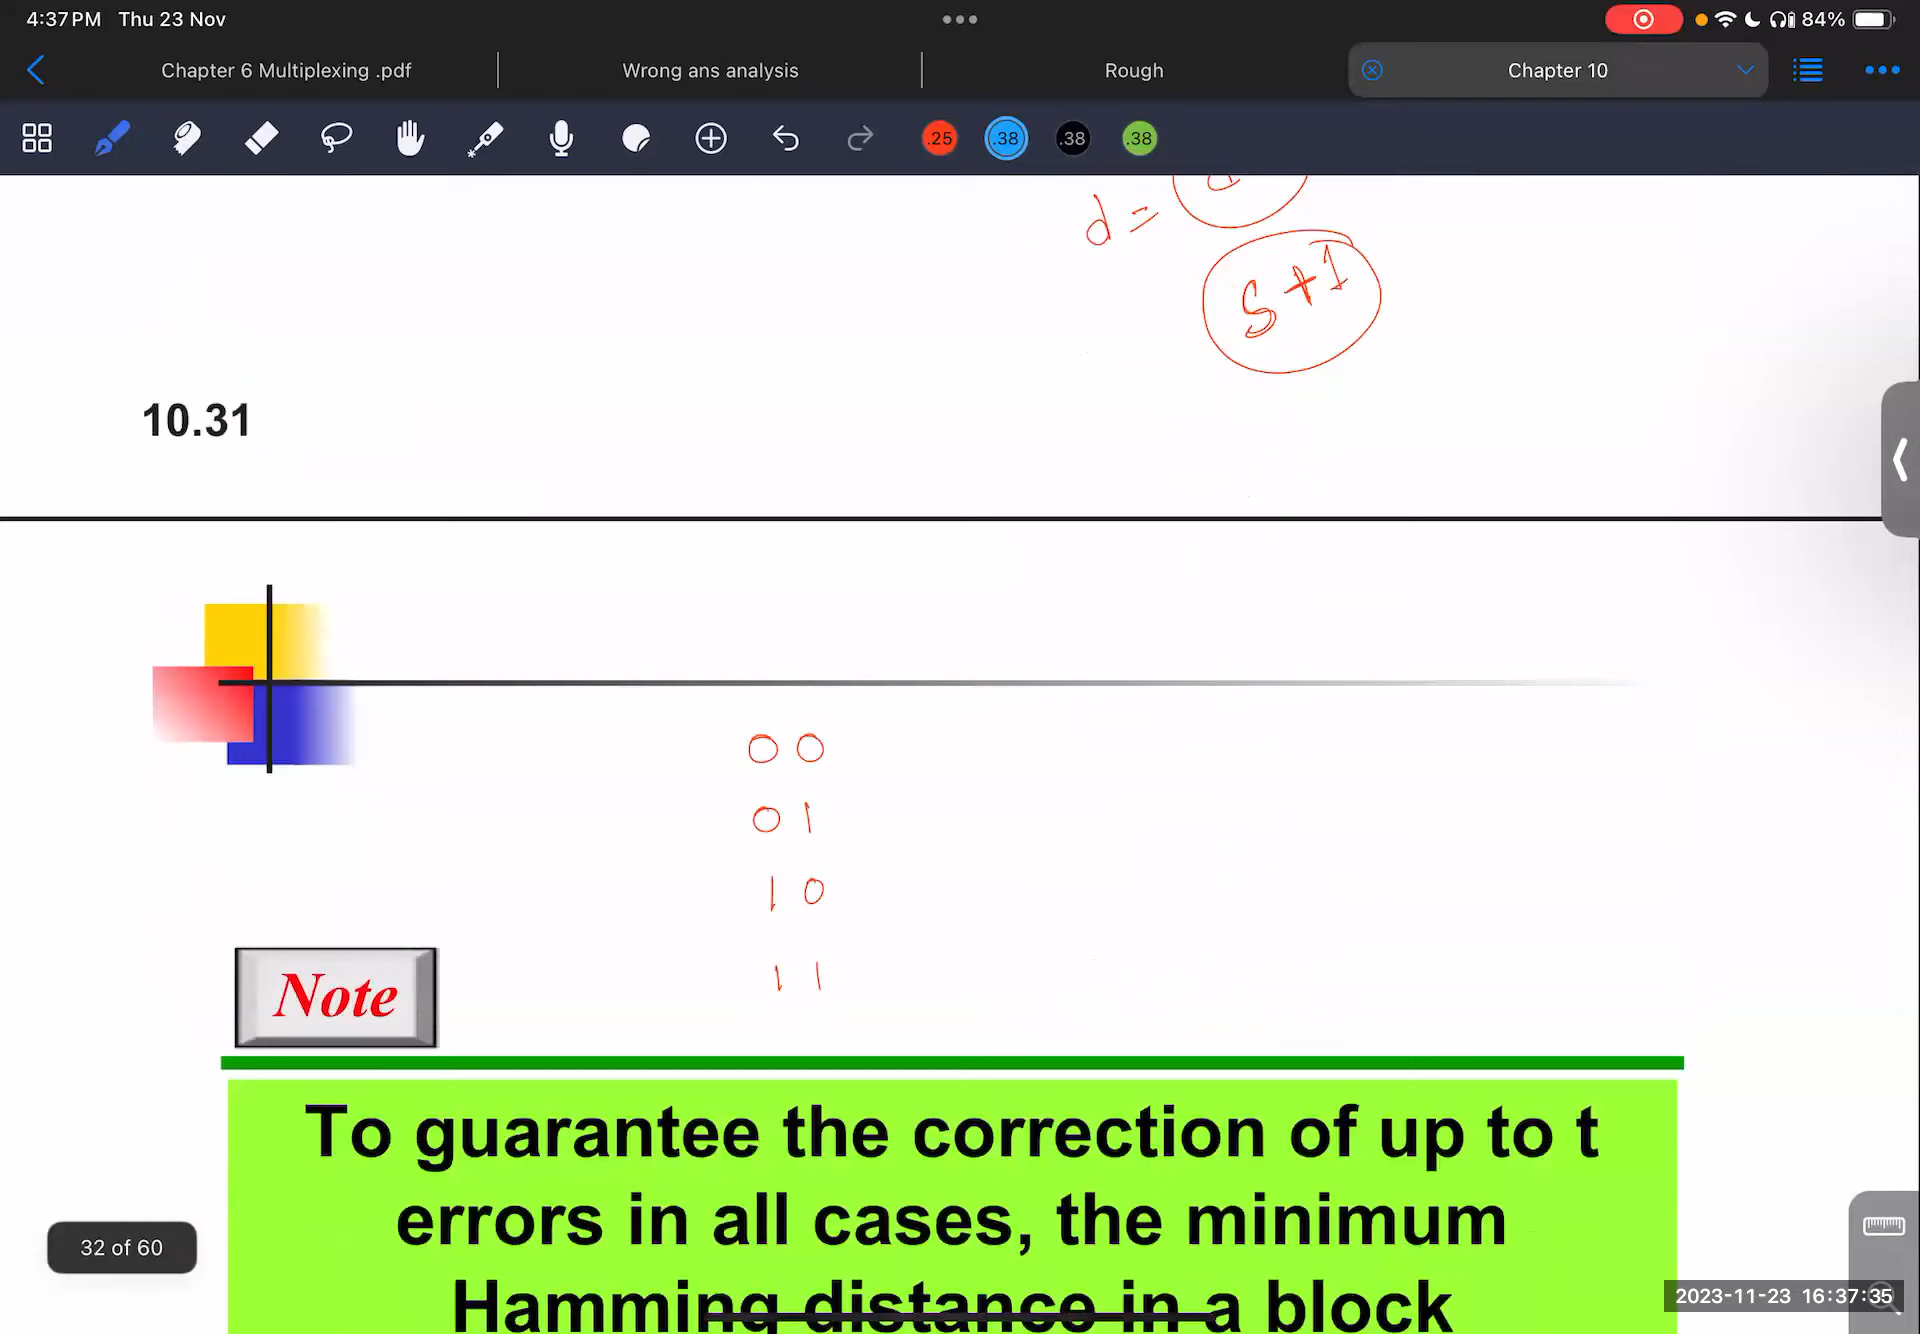 4:37 PM Thu 23 Nov
84%
Chapter 6 Multiplexing .pdf
Wrong ans analysis
Rough
Chapter 10
.25
.38
.38
.38
d =
S+1
10.31
0 0
0 1
1 0
1 1
Note
To guarantee the correction of up to t
errors in all cases, the minimum
Hamming distance in a block
32 of 60
2023-11-23 16:37:35